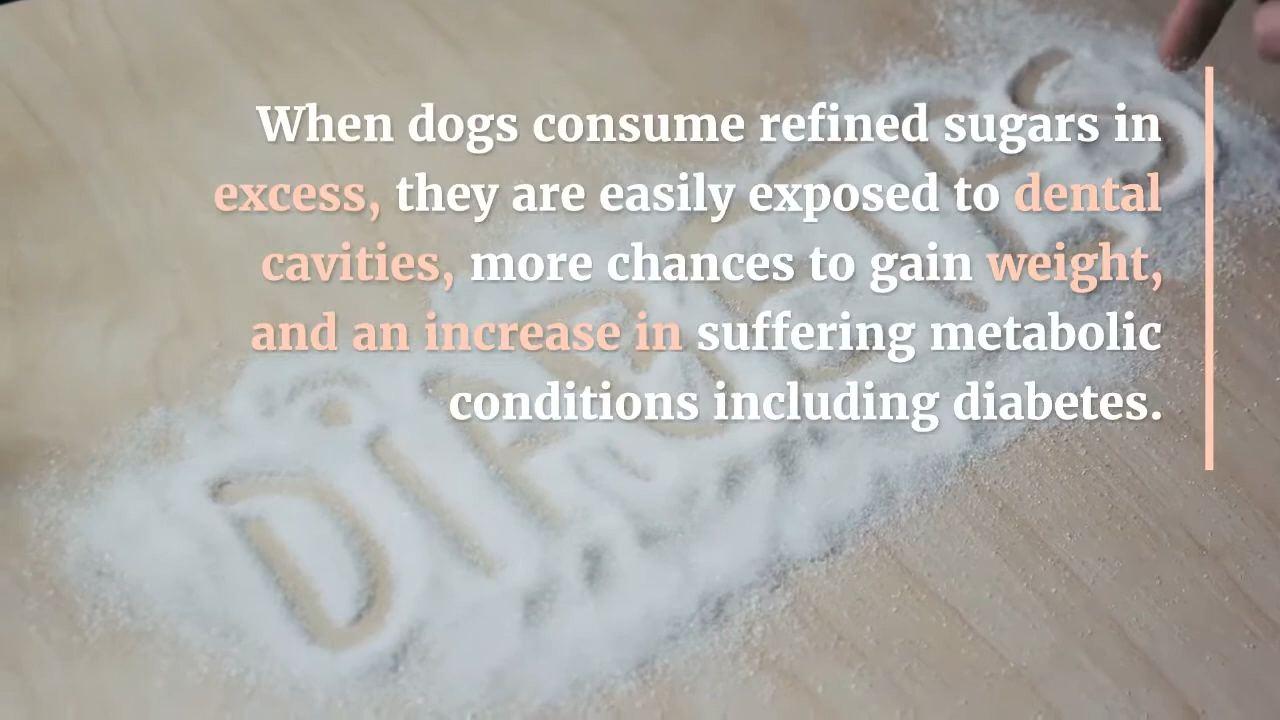 When dogs consume refined sugars in
excess, they are easily exposed to dental
cavities, more chances to gain weight,
and an increase in suffering metabolic
conditions including diabetes.
DiABETES